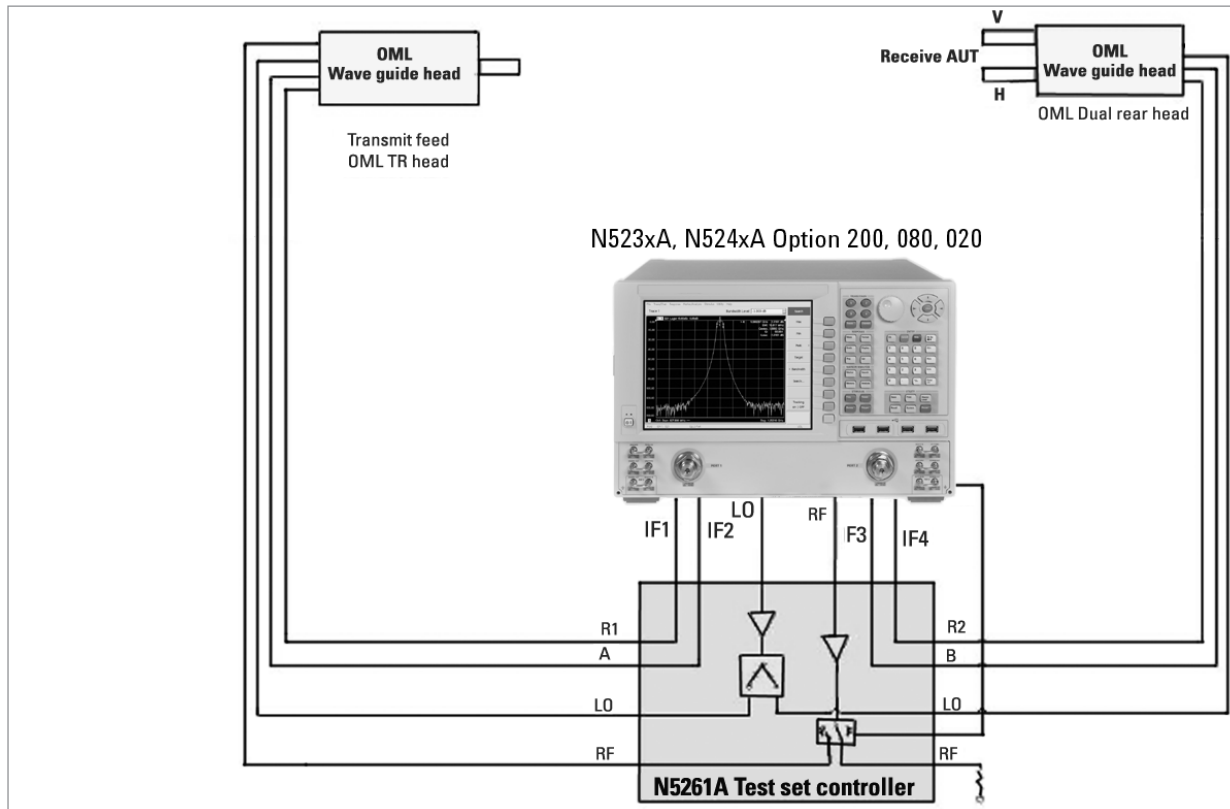 OML
Wave guide head
Transmit feed
OML TR head
V
Receive AUT
H
OML
Wave guide head
OML Dual rear head
N523xA, N524xA Option 200, 080, 020
IF1
IF2
LO
RF
F3
IF4
R1
A
LO
RF
R2
B
LO
RF
N5261A Test set controller